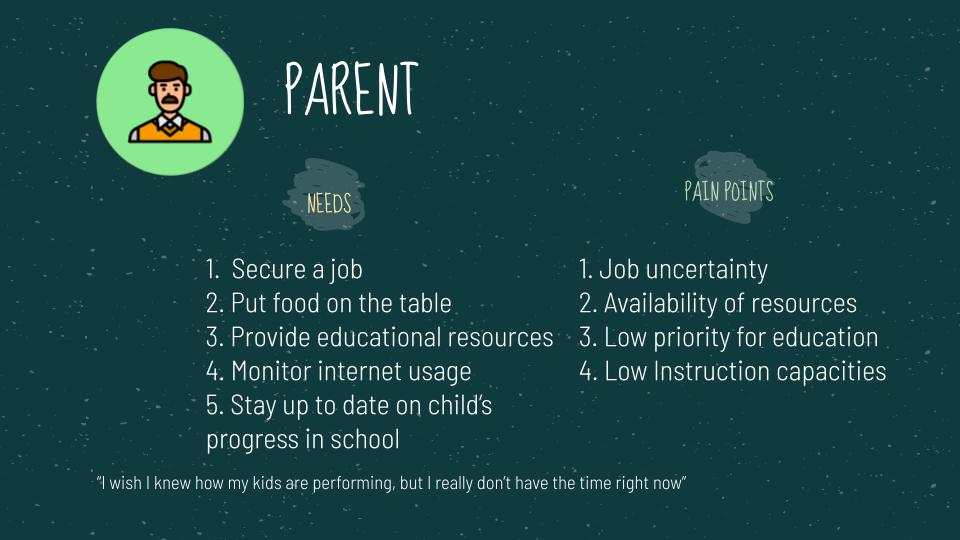 PARENT
NEEDS
1. Secure a job
2. Put food on the table
3. Provide educational resources
4. Monitor internet usage
5. Stay up to date on child’s
progress in school
PAIN POINTS
1. Job uncertainty
2. Availability of resources
3. Low priority for education
4. Low Instruction capacities
“I wish I knew how my kids are performing, but I really don’t have the time right now”